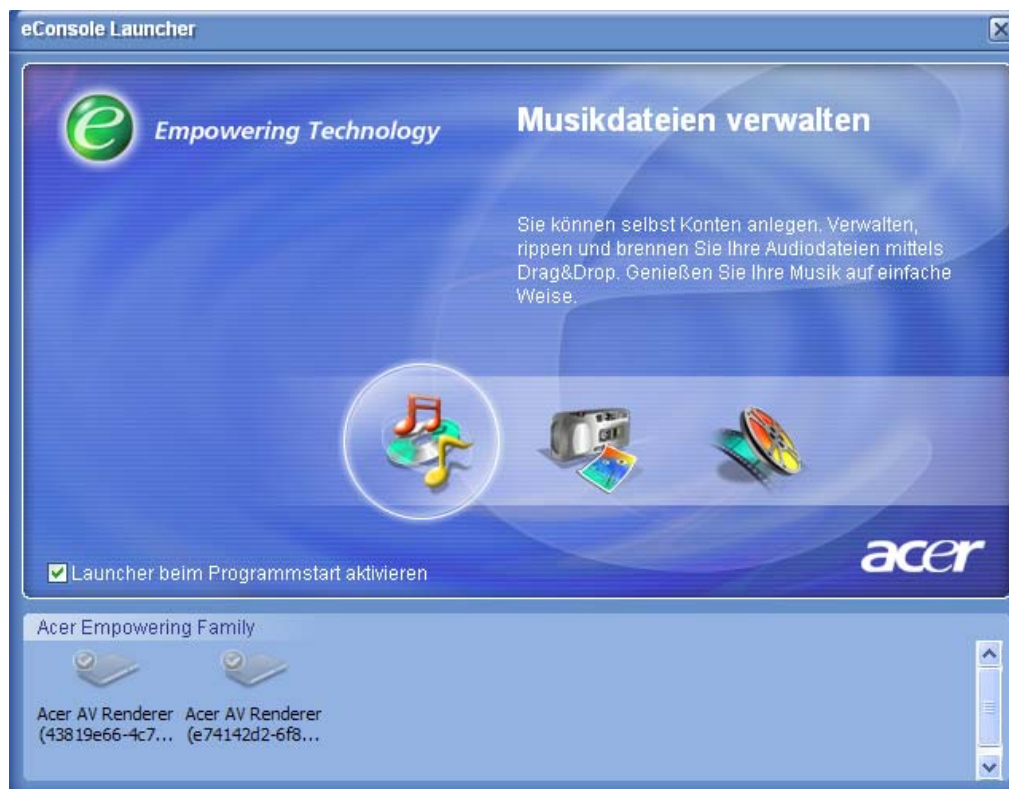 eConsole Launcher
e
Empowering Technology
Musikdateien verwalten
Sie können selbst Konten anlegen. Verwalten,
rippen und brennen Sie Ihre Audiodateien mittels
Drag&Drop. Genießen Sie Ihre Musik auf einfache
Weise.
acer
Launcher beim Programmstart aktivieren
Acer Empowering Family
Acer AV Renderer
(43819e66-4c7...
Acer AV Renderer
(e74142d2-6f8...